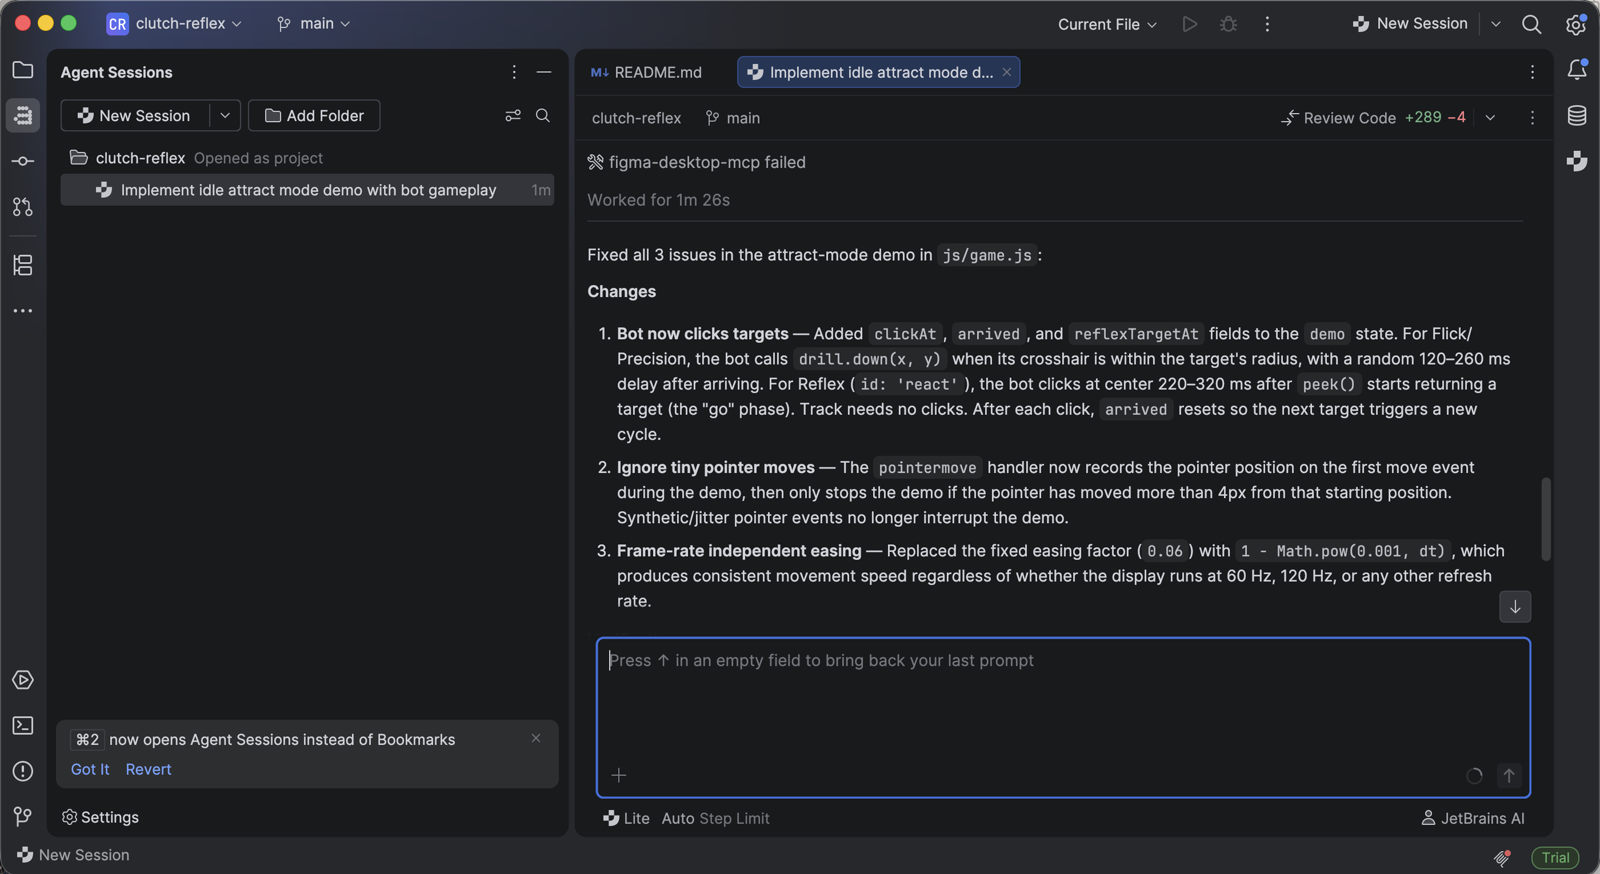 CR clutch-reflex main Current File New Session
Agent Sessions
New Session Add Folder
clutch-reflex Opened as project
Implement idle attract mode demo with bot gameplay 1m
⌘2 now opens Agent Sessions instead of Bookmarks
Got It Revert
Settings
M↓ README.md Implement idle attract mode d...
clutch-reflex main Review Code +289 −4
figma-desktop-mcp failed
Worked for 1m 26s
Fixed all 3 issues in the attract-mode demo in js/game.js:
Changes
1. Bot now clicks targets — Added clickAt, arrived, and reflexTargetAt fields to the demo state. For Flick/
Precision, the bot calls drill.down(x, y) when its crosshair is within the target's radius, with a random 120–260 ms
delay after arriving. For Reflex (id: 'react'), the bot clicks at center 220–320 ms after peek() starts returning a
target (the "go" phase). Track needs no clicks. After each click, arrived resets so the next target triggers a new
cycle.
2. Ignore tiny pointer moves — The pointermove handler now records the pointer position on the first move event
during the demo, then only stops the demo if the pointer has moved more than 4px from that starting position.
Synthetic/jitter pointer events no longer interrupt the demo.
3. Frame-rate independent easing — Replaced the fixed easing factor (0.06) with 1 - Math.pow(0.001, dt), which
produces consistent movement speed regardless of whether the display runs at 60 Hz, 120 Hz, or any other refresh
rate.
Press ↑ in an empty field to bring back your last prompt
Lite Auto Step Limit JetBrains AI
New Session Trial